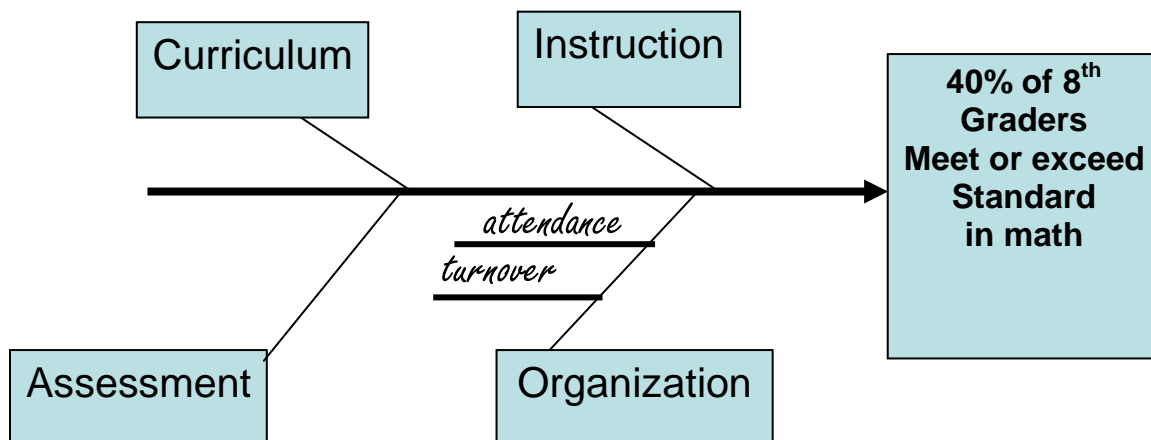 Curriculum
Instruction
40% of 8th
Graders
Meet or exceed
Standard
in math
attendance
turnover
Assessment
Organization